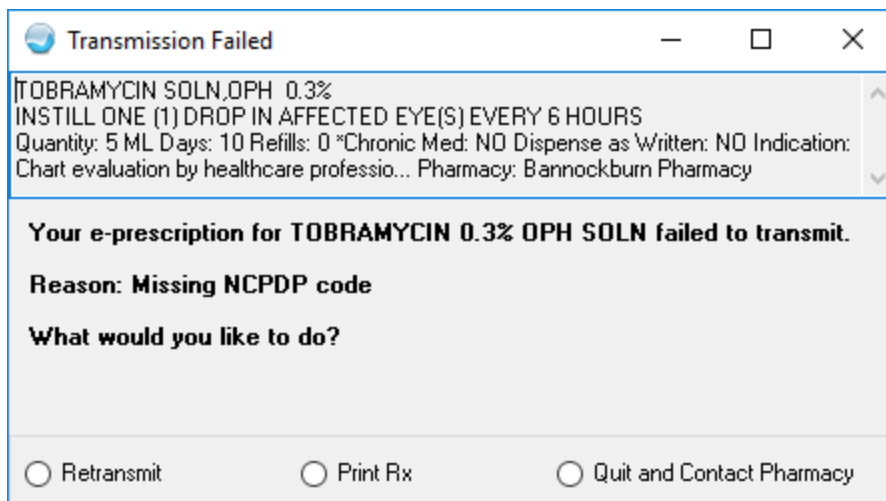 Transmission Failed
TOBRAMYCIN SOLN,OPH  0.3%
INSTILL ONE (1) DROP IN AFFECTED EYE(S) EVERY 6 HOURS
Quantity: 5 ML Days: 10 Refills: 0 *Chronic Med: NO Dispense as Written: NO Indication:
Chart evaluation by healthcare professio... Pharmacy: Bannockburn Pharmacy
Your e-prescription for TOBRAMYCIN 0.3% OPH SOLN failed to transmit.
Reason: Missing NCPDP code
What would you like to do?
Retransmit Print Rx Quit and Contact Pharmacy